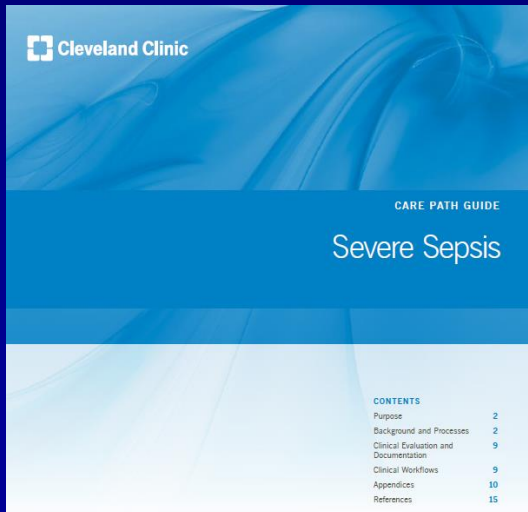 Cleveland Clinic
CARE PATH GUIDE
Severe Sepsis
CONTENTS
Purpose 2
Background and Processes 2
Clinical Evaluation and 9
Documentation
Clinical Workflows 9
Appendices 10
References 15